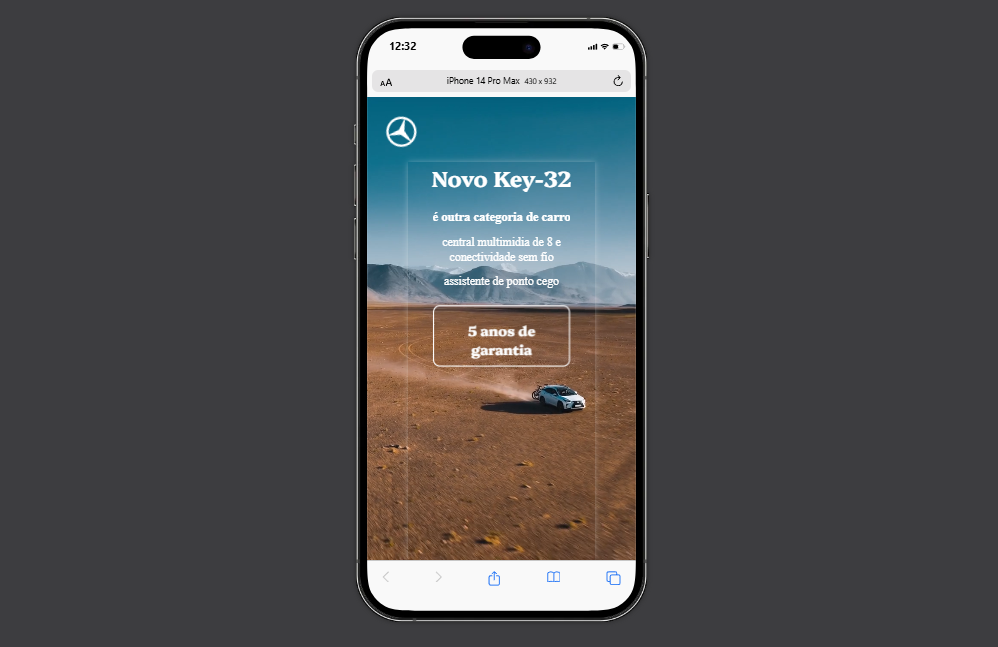 12:32
AA
iPhone 14 Pro Max 430 x 932
Novo Key-32
é outra categoria de carro
central multimidia de 8 e
conectividade sem fio
assistente de ponto cego
5 anos de
garantia